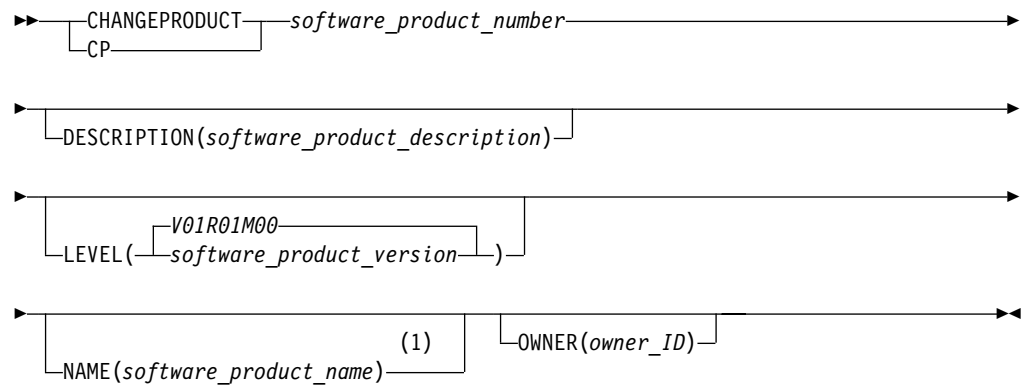 CHANGEPRODUCT software_product_number
CP
DESCRIPTION(software_product_description)
V01R01M00
LEVEL( software_product_version )
(1)
NAME(software_product_name) OWNER(owner_ID)